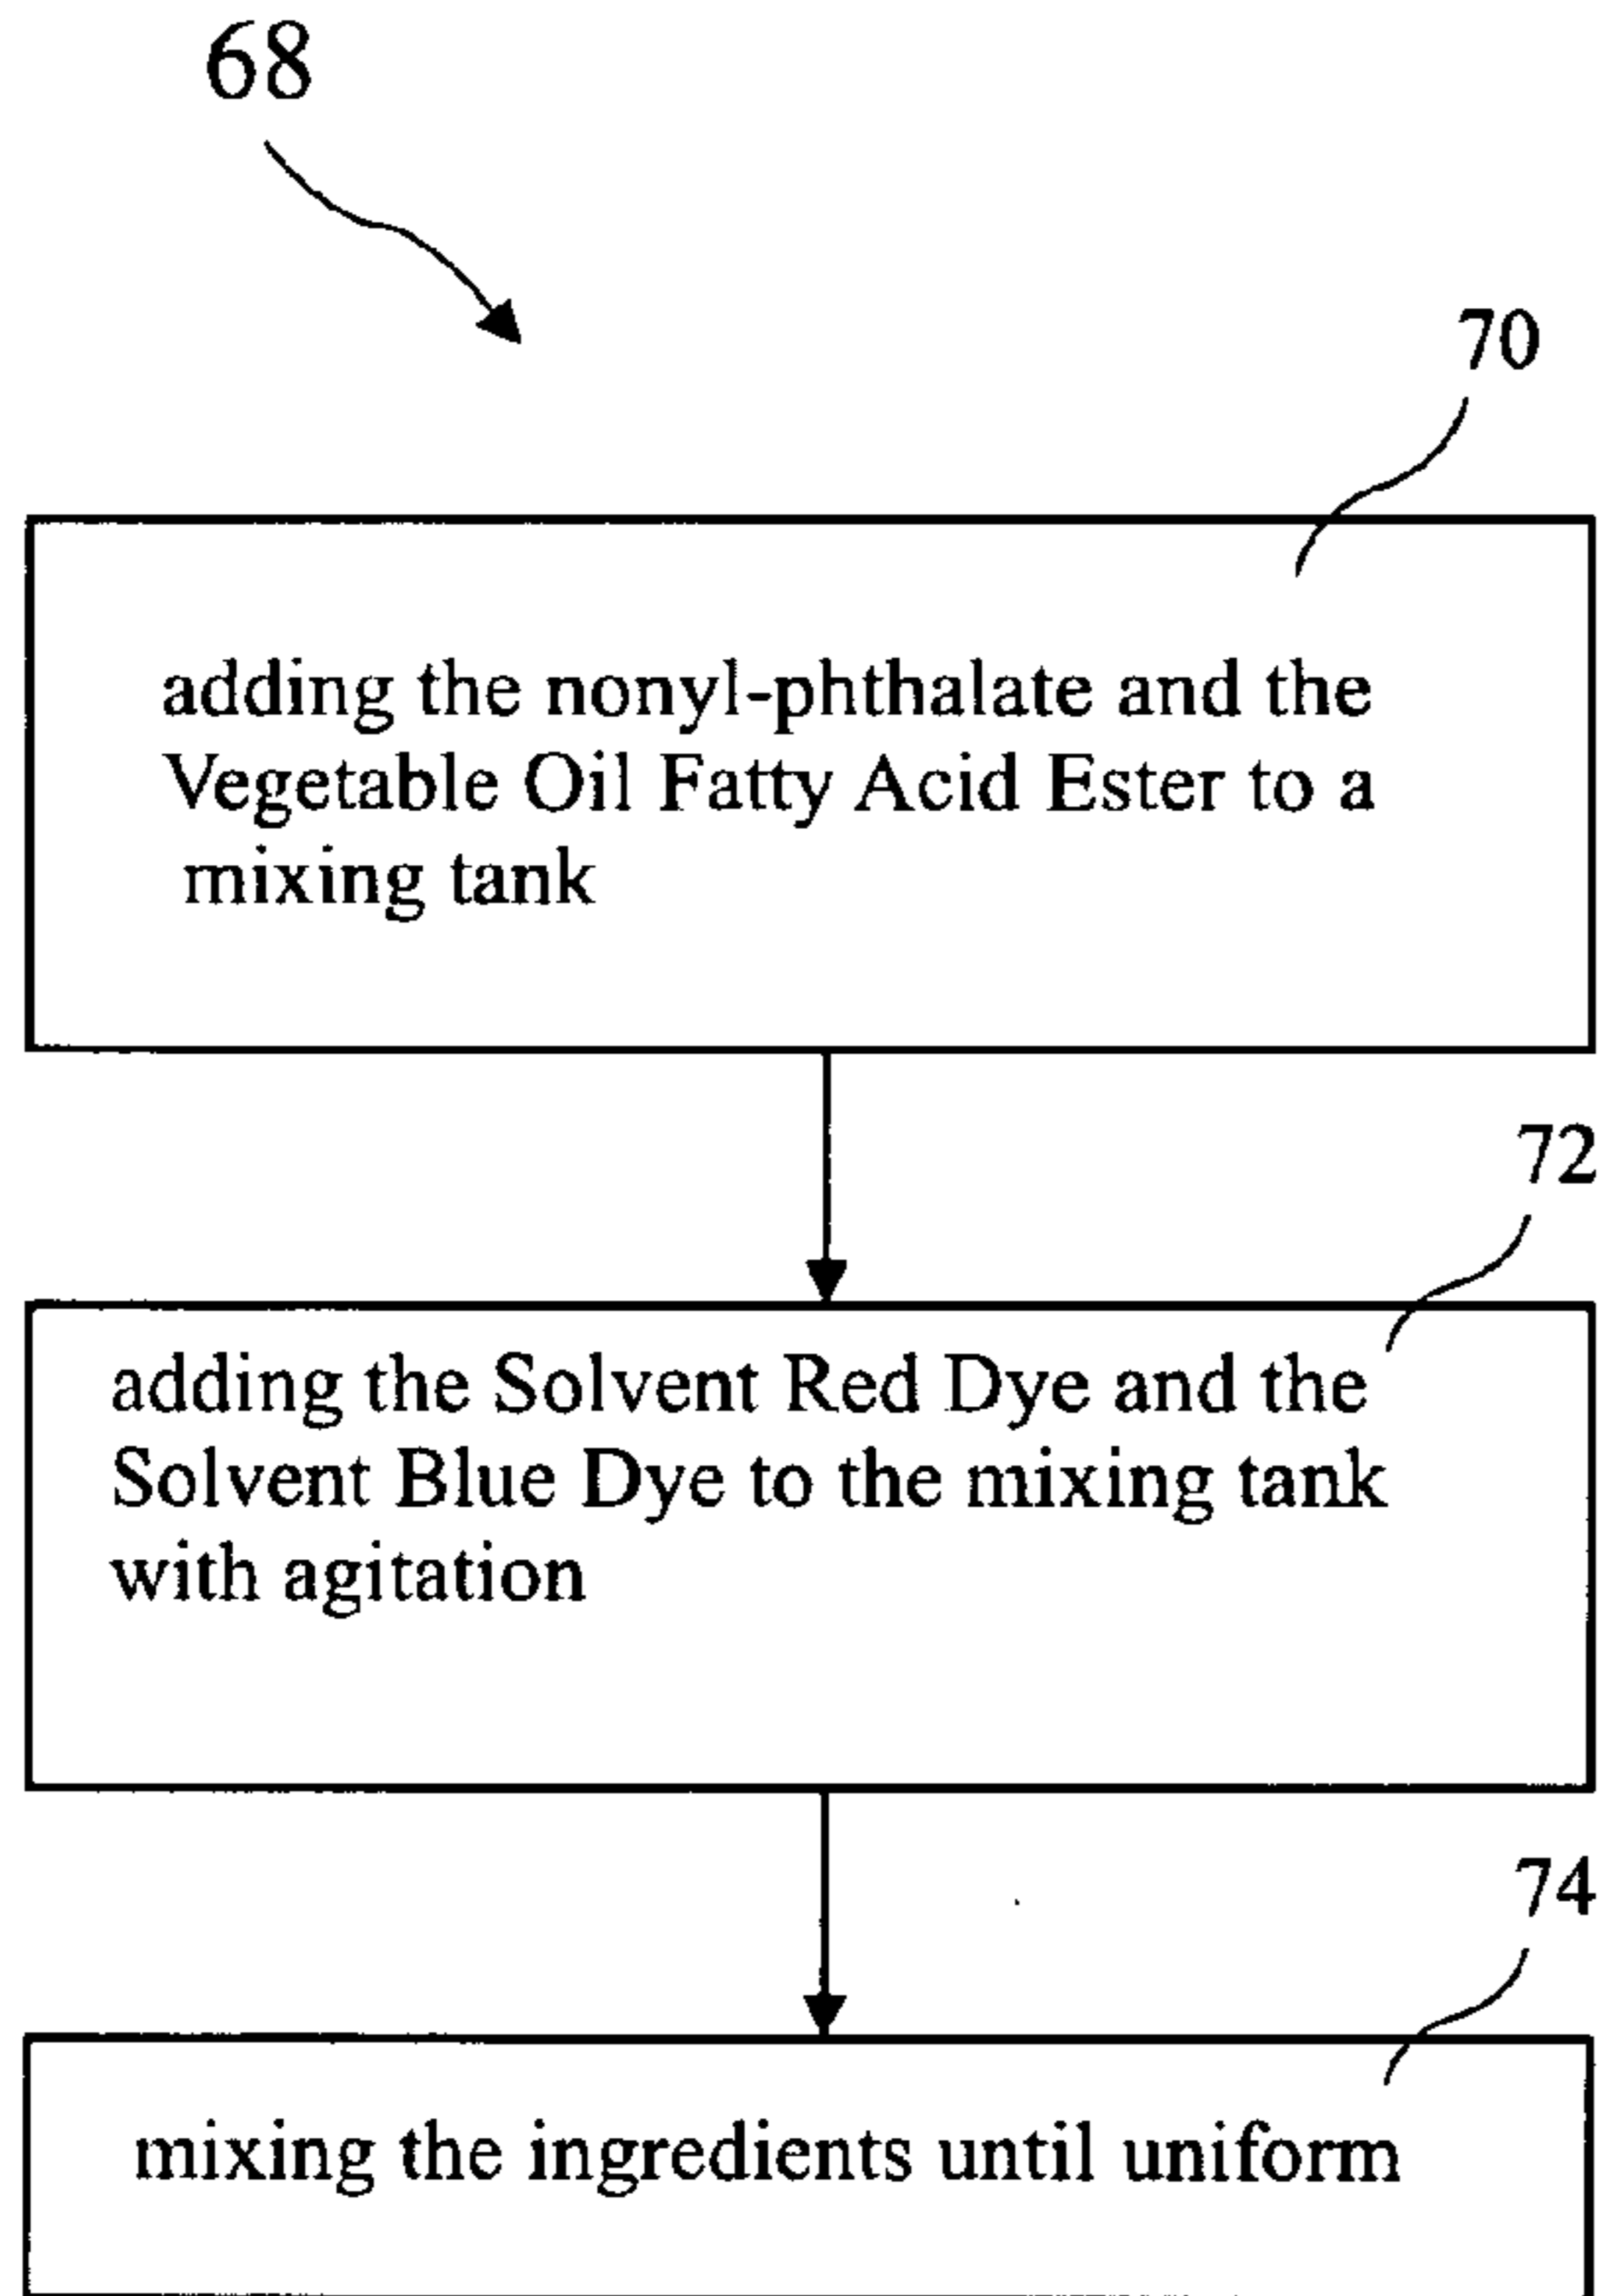 68
70
adding the nonyl-phthalate and the
Vegetable Oil Fatty Acid Ester to a
mixing tank
72
adding the Solvent Red Dye and the
Solvent Blue Dye to the mixing tank
with agitation
74
mixing the ingredients until uniform